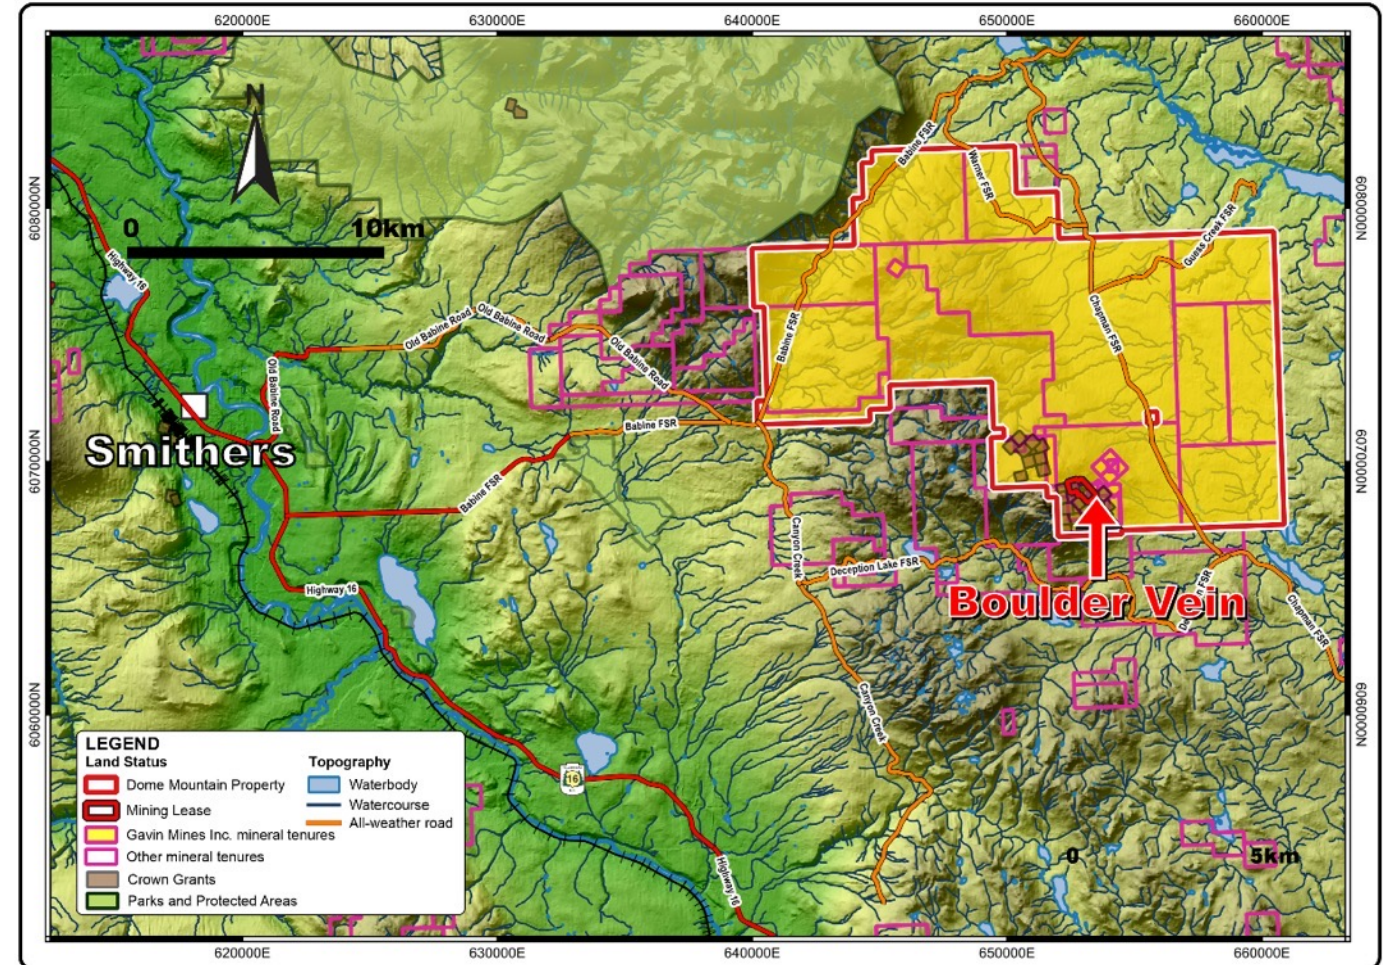 620000E
630000E
640000E
650000E
660000E
N
0
10km
6080000N
6080000N
6070000N
6070000N
6060000N
6060000N
Highway 16
Babine FSR
Warner FSR
Guess Creek FSR
Old Babine Road
Old Babine Road
Old Babine Road
Old Babine Road
Babine FSR
Chapman FSR
Smithers
Babine FSR
Babine FSR
Canyon Creek
Deception Lake FSR
Boulder Vein
Highway 16
Chapman FSR
Canyon Creek
16
Highway 16
0
5km
LEGEND
Land Status
Dome Mountain Property
Mining Lease
Gavin Mines Inc. mineral tenures
Other mineral tenures
Crown Grants
Parks and Protected Areas
Topography
Waterbody
Watercourse
All-weather road
620000E
630000E
640000E
650000E
660000E